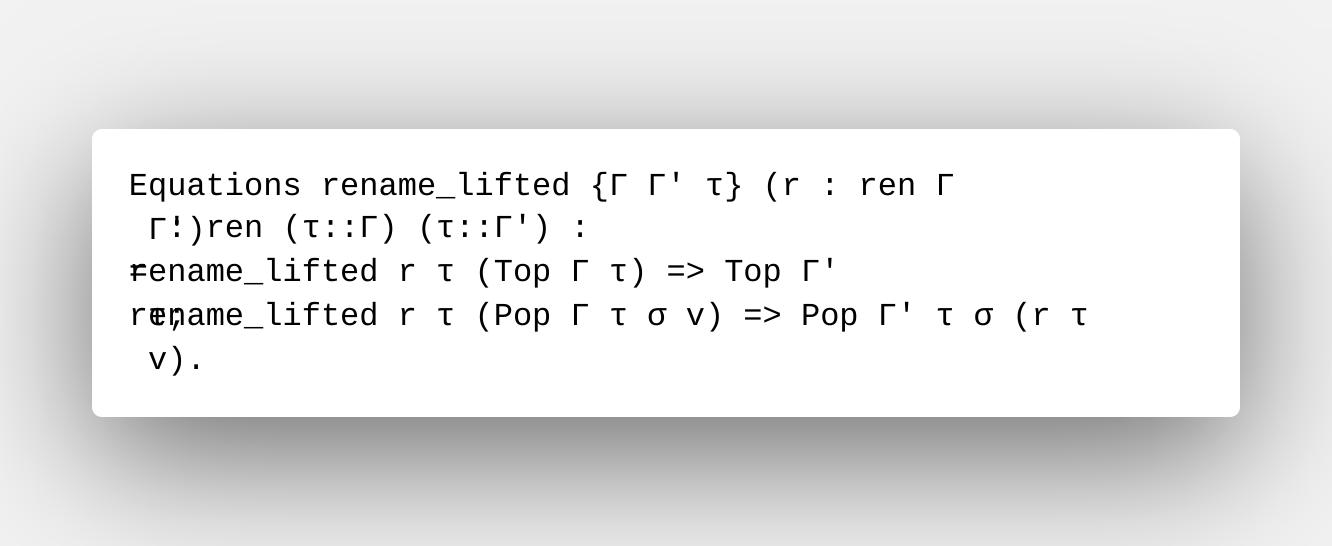 Equations rename_lifted {Γ Γ' τ} (r : ren Γ
Γ')
: ren (τ::Γ) (τ::Γ') :
=
rename_lifted r τ (Top Γ τ) => Top Γ'
τ;
rename_lifted r τ (Pop Γ τ σ v) => Pop Γ' τ σ (r τ
v).